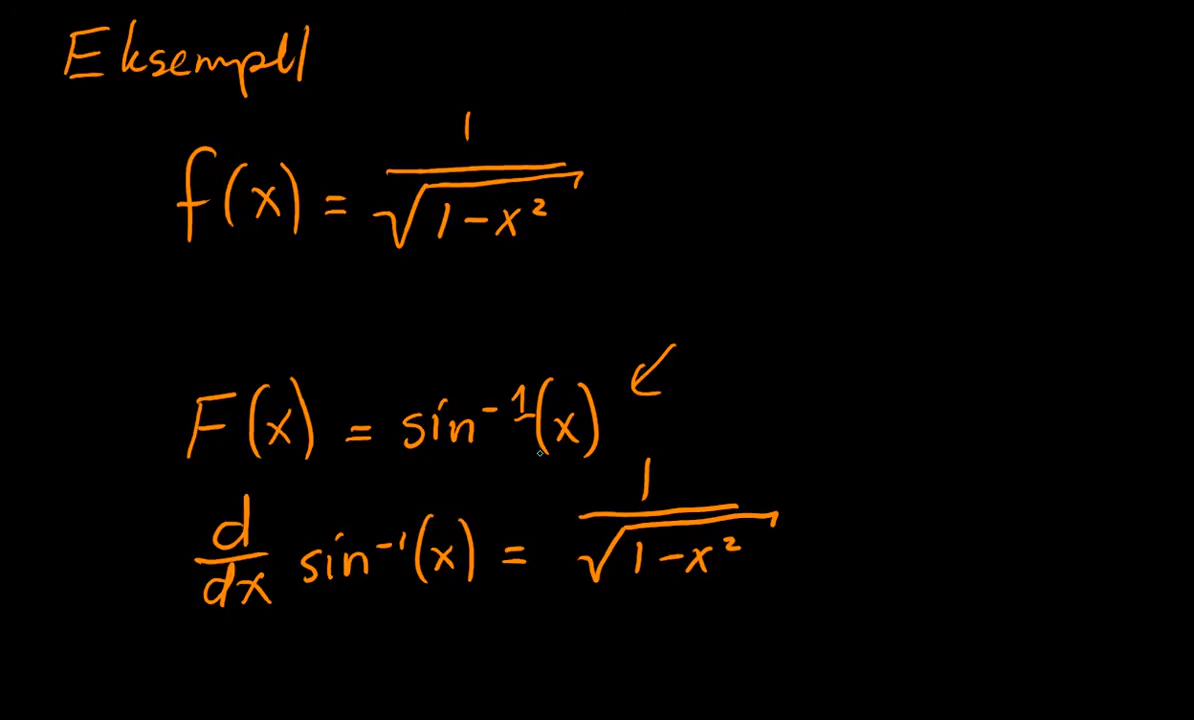 Eksempel
f(x) = 1/√(1-x²)
F(x) = sin⁻¹(x)
d/dx sin⁻¹(x) = 1/√(1-x²)